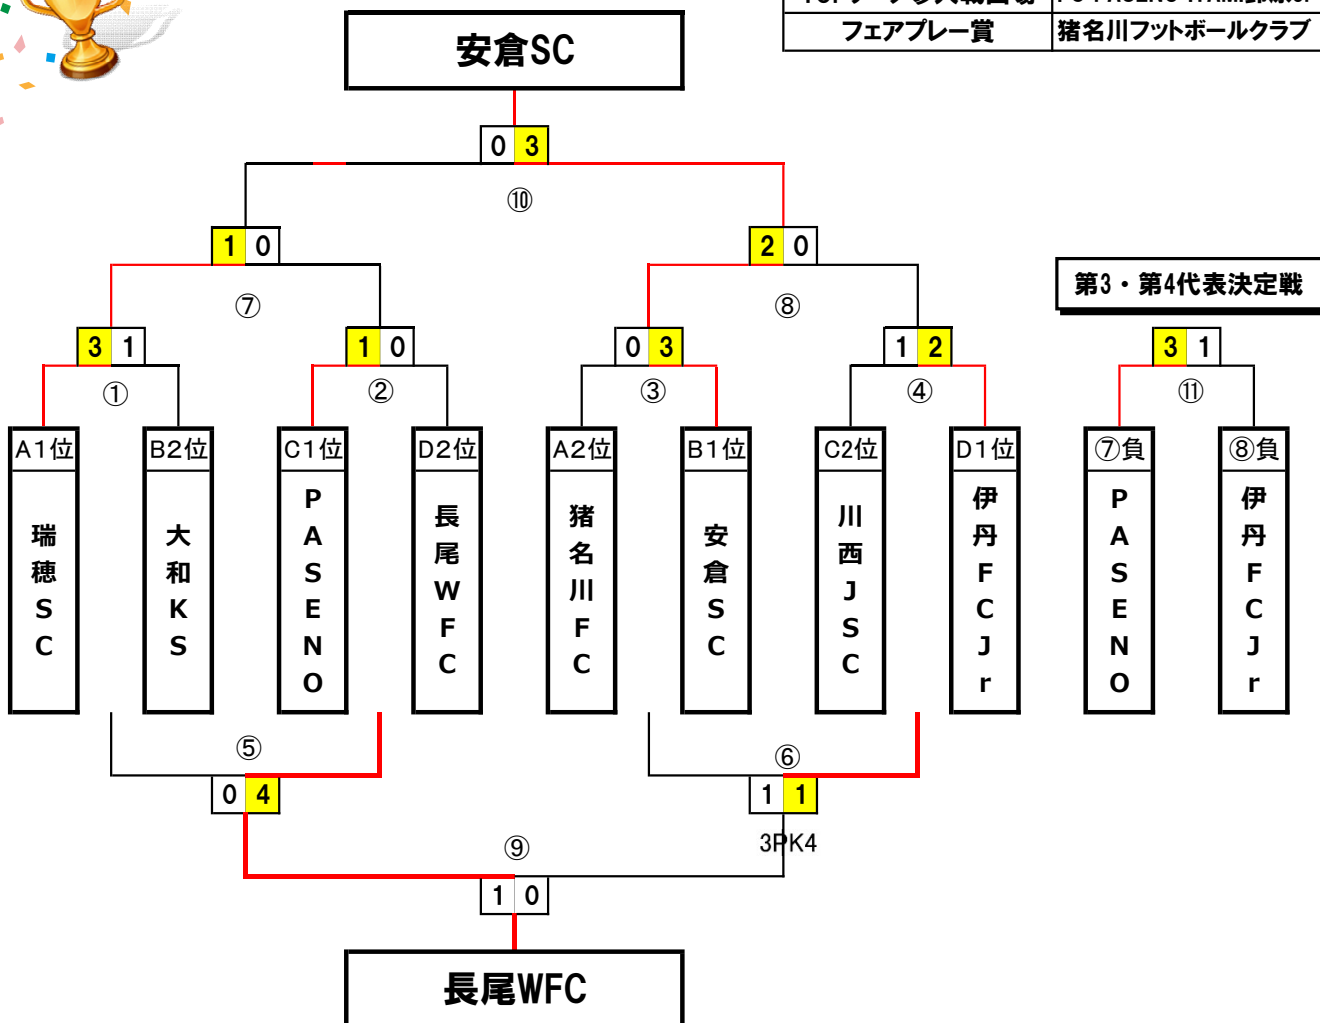 安倉SC
フェアプレー賞 猪名川フットボールクラブ
0 3
⑩
1 0
2 0
第3・第4代表決定戦
⑦
⑧
3 1
1 0
0 3
1 2
3 1
①
②
③
④
⑪
A1位
B2位
C1位
D2位
A2位
B1位
C2位
D1位
⑦負
⑧負
瑞穂SC
大和KS
PASENO
長尾WFC
猪名川FC
安倉SC
川西JSC
伊丹FCJr
PASENO
伊丹FCJr
⑤
⑥
0 4
1 1
3PK4
⑨
1 0
長尾WFC